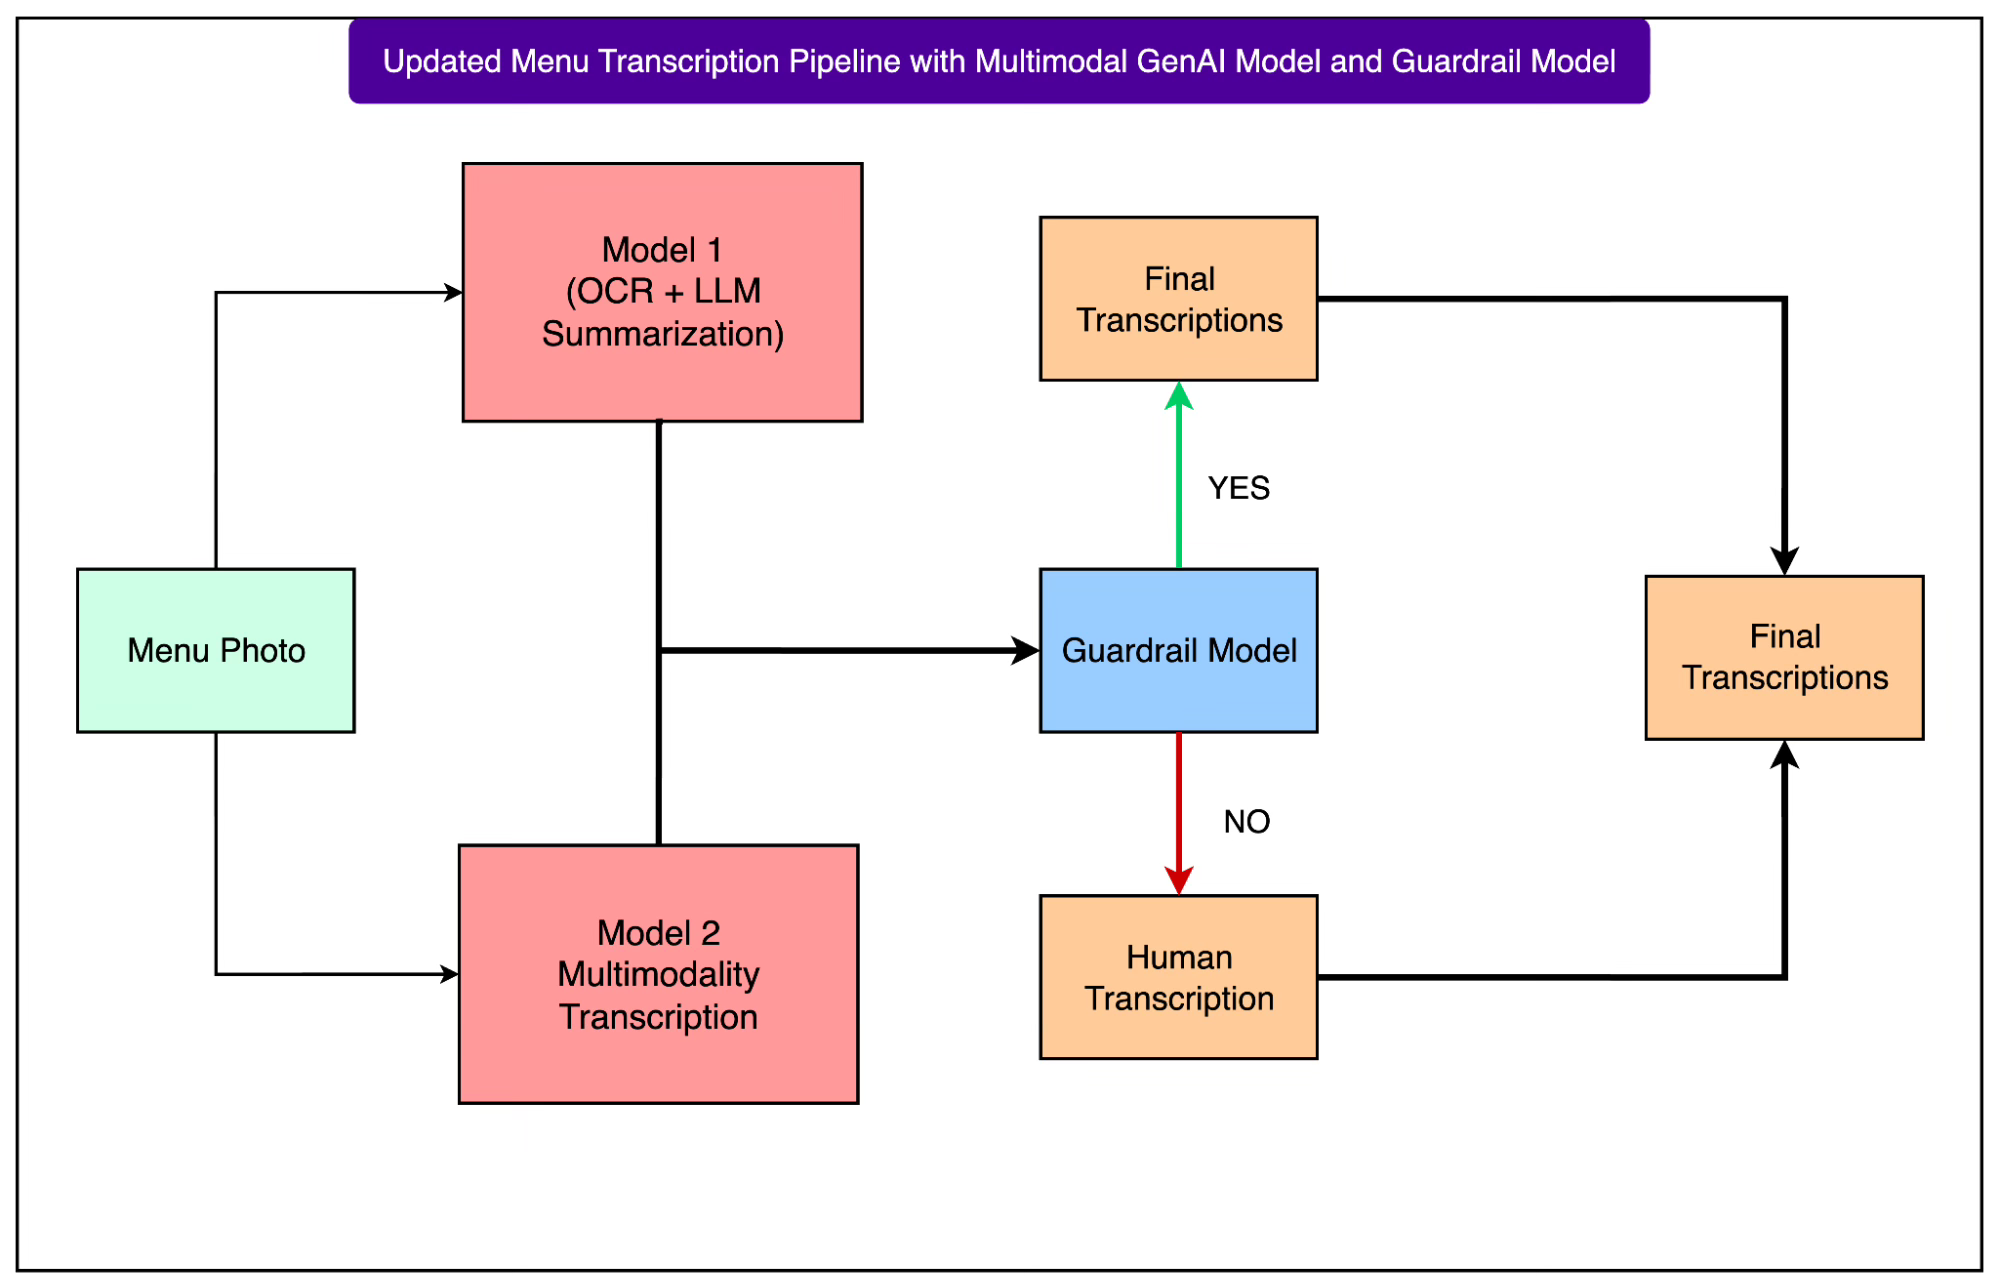 Updated Menu Transcription Pipeline with Multimodal GenAI Model and Guardrail Model
Model 1
(OCR + LLM
Summarization)
Final
Transcriptions
YES
Menu Photo
Guardrail Model
Final
Transcriptions
NO
Model 2
Multimodality
Transcription
Human
Transcription